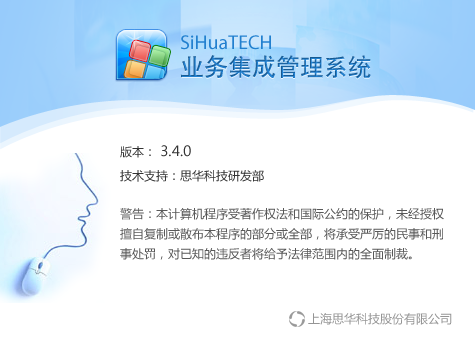 SiHuaTECH
业务集成管理系统
版本： 3.4.0
技术支持：思华科技研发部
警告：本计算机程序受著作权法和国际公约的保护，未经授权
擅自复制或散布本程序的部分或全部，将承受严厉的民事和刑
事处罚，对已知的违反者将给予法律范围内的全面制裁。
上海思华科技股份有限公司